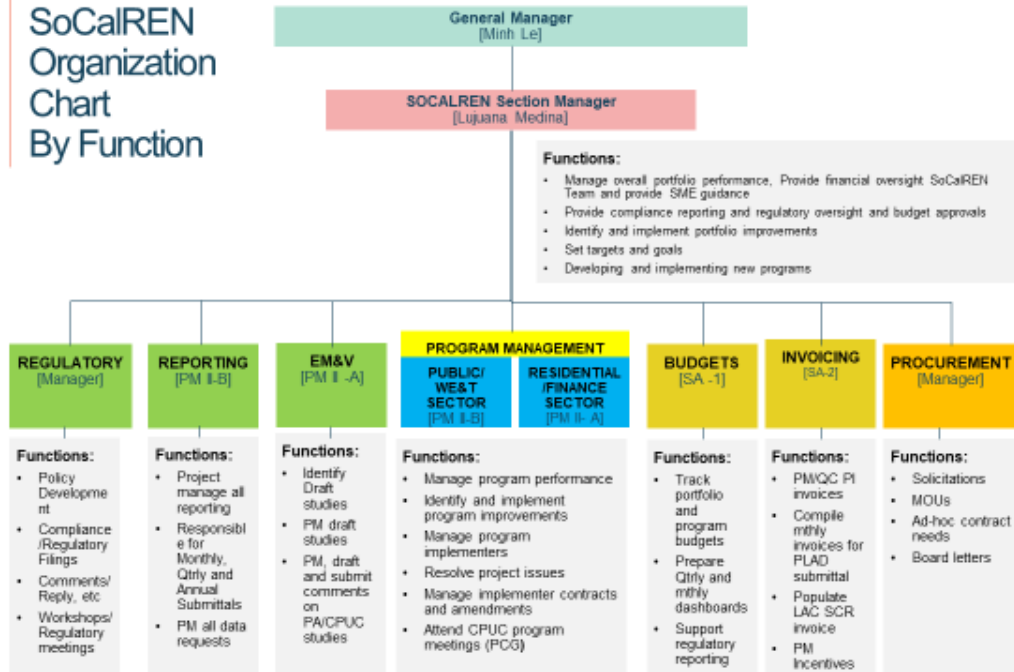 SoCalREN
Organization
Chart
By Function
General Manager
[Minh Le]
SOCALREN Section Manager
[Lujuana Medina]
Functions:
• Manage overall portfolio performance, Provide financial oversight SoCalREN
Team and provide SME guidance
• Provide compliance reporting and regulatory oversight and budget approvals
• Identify and implement portfolio improvements
• Set targets and goals
• Developing and implementing new programs
REGULATORY
[Manager]
Functions:
• Policy
Developme
nt
• Compliance
/Regulatory
Filings
• Comments/
Reply, etc
• Workshops/
Regulatory
meetings
REPORTING
[PM II-B]
Functions:
• Project
manage all
reporting
• Responsibl
e for
Monthly,
Qtrly and
Annual
Submittals
• PM all data
requests
EM&V
[PM II -A]
Functions:
• Identify
Draft
studies
• PM draft
studies
• PM, draft
and submit
comments
on
PA/CPUC
studies
PROGRAM MANAGEMENT
PUBLIC/
WE&T
SECTOR
[PM II-B]
RESIDENTIAL
/FINANCE
SECTOR
[PM II- A]
Functions:
• Manage program performance
• Identify and implement
program improvements
• Manage program
implementers
• Resolve project issues
• Manage implementer contracts
and amendments
• Attend CPUC program
meetings (PCG)
BUDGETS
[SA -1]
Functions:
• Track
portfolio
and
program
budgets
• Prepare
Qtrly and
mthly
dashboards
• Support
regulatory
reporting
INVOICING
[SA-2]
Functions:
• PM/QC PI
invoices
• Compile
mthly
invoices for
PLAD
submittal
• Populate
LAC SCR
invoice
• PM
Incentives
PROCUREMENT
[Manager]
Functions:
• Solicitations
• MOUs
• Ad-hoc contract
needs
• Board letters